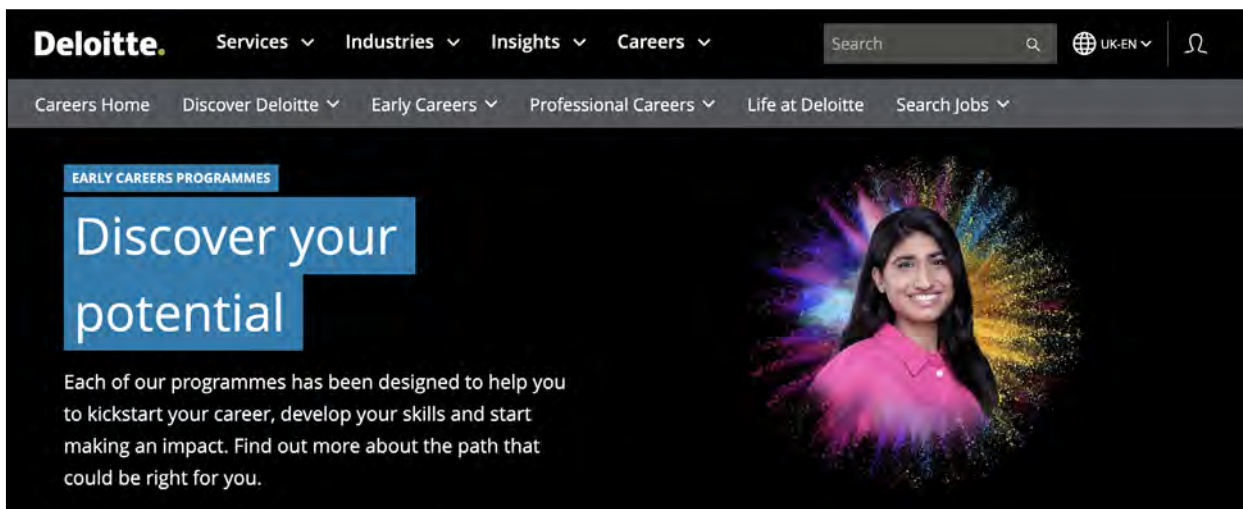 Deloitte. Services Industries Insights Careers Search UK-EN
Careers Home Discover Deloitte Early Careers Professional Careers Life at Deloitte Search Jobs
EARLY CAREERS PROGRAMMES
Discover your
potential
Each of our programmes has been designed to help you
to kickstart your career, develop your skills and start
making an impact. Find out more about the path that
could be right for you.